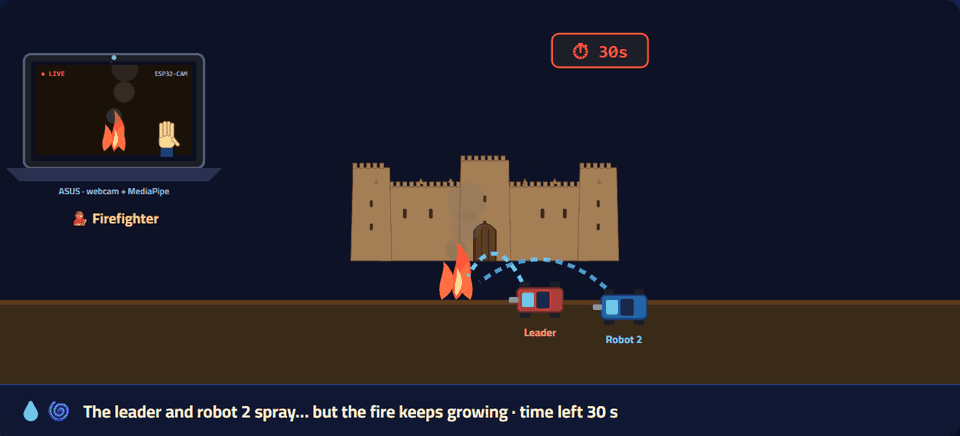 30s
LIVE
ESP32-CAM
ASUS · webcam + MediaPipe
Firefighter
Leader
Robot 2
The leader and robot 2 spray... but the fire keeps growing · time left 30 s